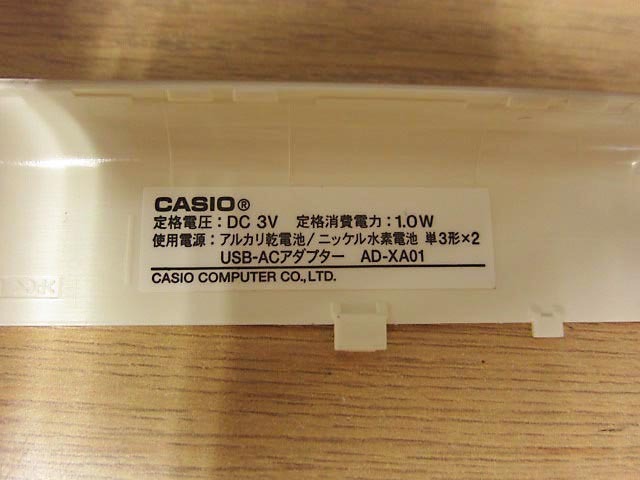 CASIO®
定格電圧：DC 3V 定格消費電力：1.0W
使用電源：アルカリ乾電池/ニッケル水素電池 単3形×2
USB-ACアダプター AD-XA01
CASIO COMPUTER CO.,LTD.